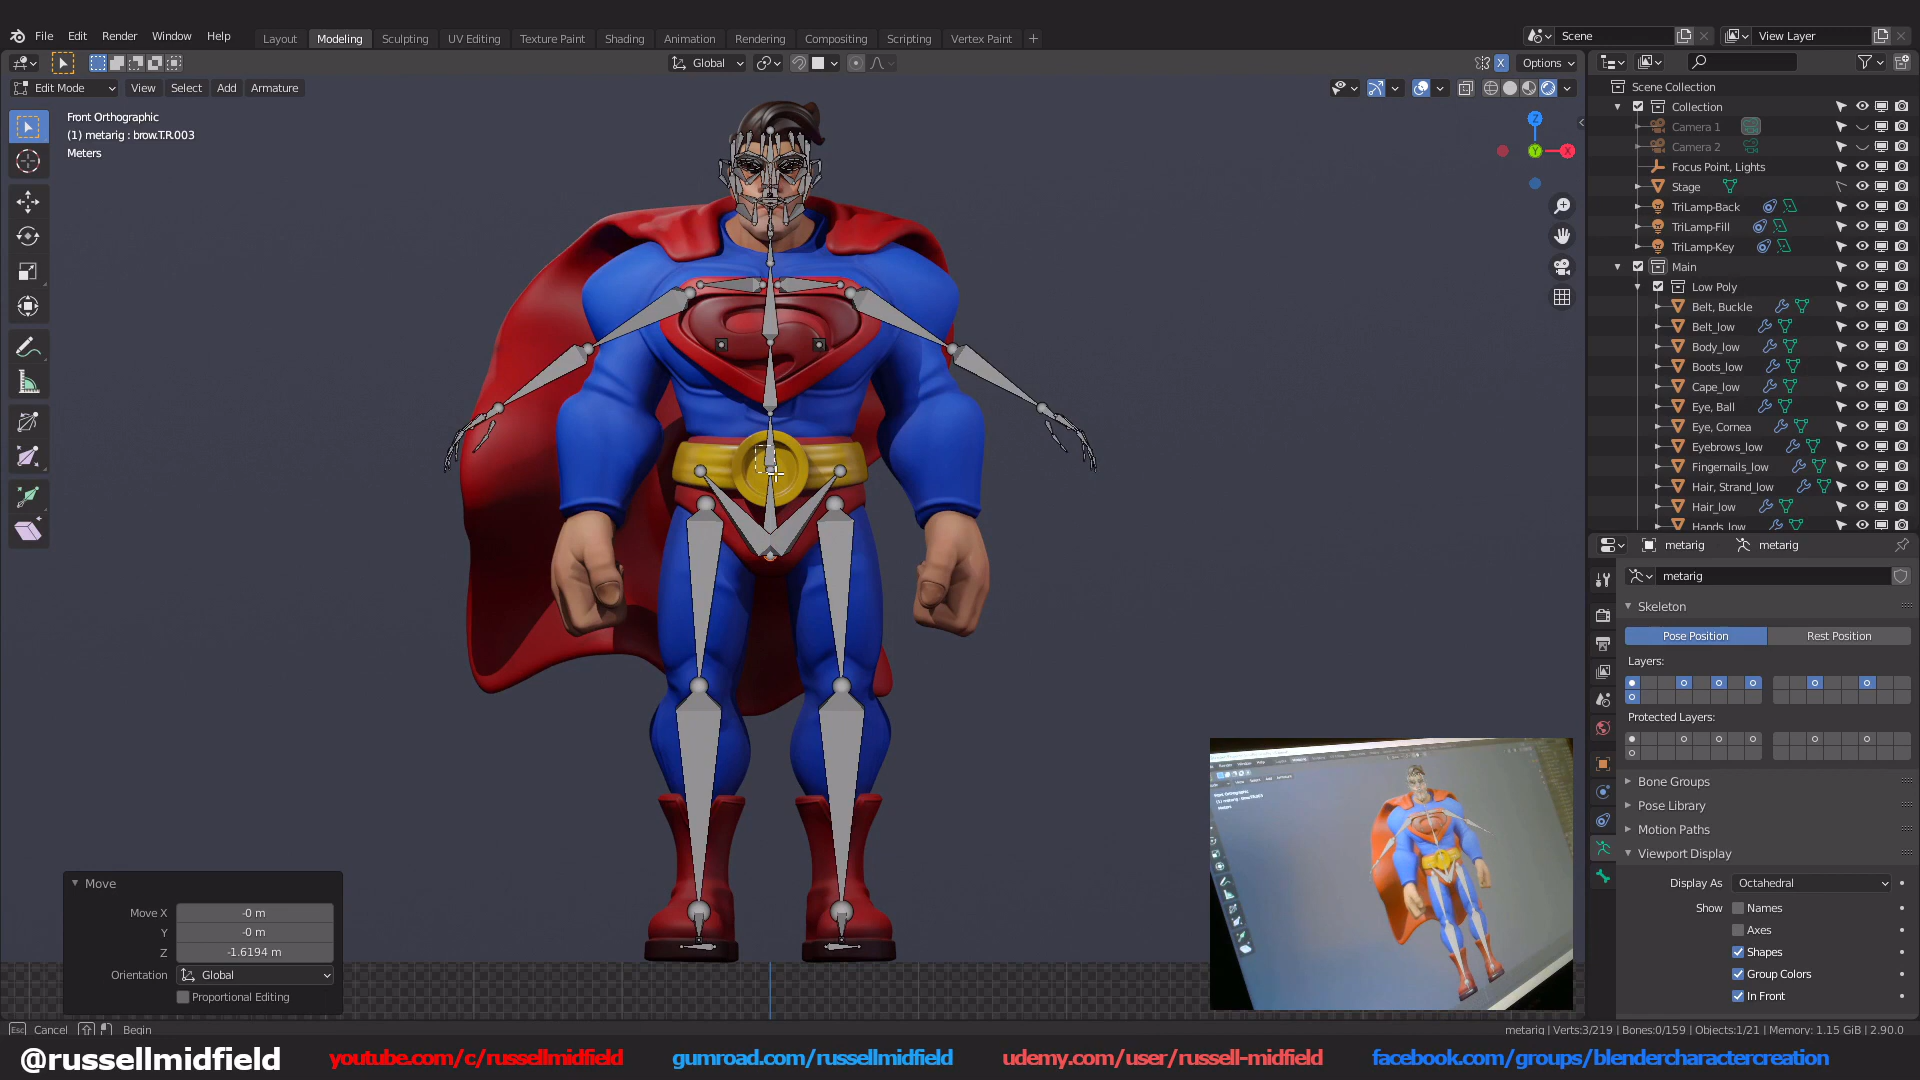 File Edit Render Window Help Layout Modeling Sculpting UV Editing Texture Paint Shading Animation Rendering Compositing Scripting Vertex Paint + Scene View Layer
Global Options
Edit Mode View Select Add Armature
Front Orthographic
(1) metarig : brow.T.R.003
Meters
Z
Y
X
Scene Collection
Collection
Camera 1
Camera 2
Focus Point, Lights
Stage
TriLamp-Back
TriLamp-Fill
TriLamp-Key
Main
Low Poly
Belt, Buckle
Belt_low
Body_low
Boots_low
Cape_low
Eye, Ball
Eye, Cornea
Eyebrows_low
Fingernails_low
Hair, Strand_low
Hair_low
Hands_low
metarig metarig
metarig
Skeleton
Pose Position Rest Position
Layers:
Protected Layers:
Bone Groups
Pose Library
Motion Paths
Viewport Display
Display As Octahedral
Show Names
Axes
Shapes
Group Colors
In Front
Move
Move X -0 m
Y -0 m
Z -1.6194 m
Orientation Global
Proportional Editing
Esc Cancel Begin
metarig | Verts:3/219 | Bones:0/159 | Objects:1/21 | Memory: 1.15 GiB | 2.90.0
@russellmidfield youtube.com/c/russellmidfield gumroad.com/russellmidfield udemy.com/user/russell-midfield facebook.com/groups/blendercharactercreation